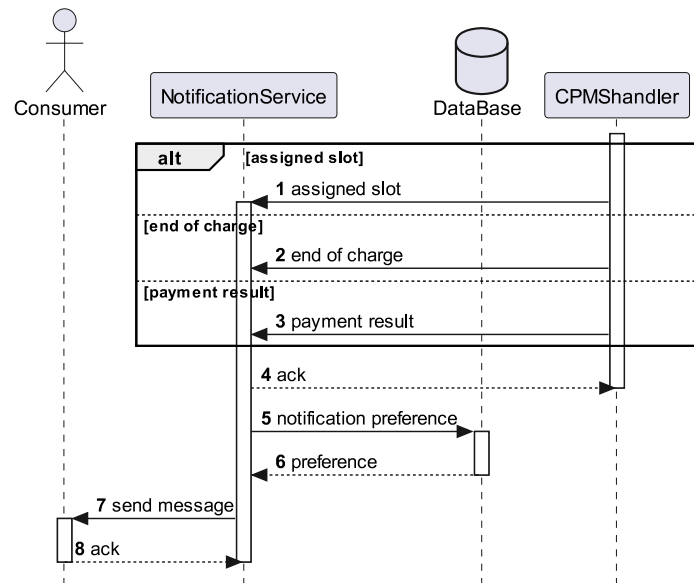 Consumer
NotificationService
DataBase
CPMShandler
alt
[assigned slot]
1 assigned slot
[end of charge]
2 end of charge
[payment result]
3 payment result
4 ack
5 notification preference
6 preference
7 send message
8 ack